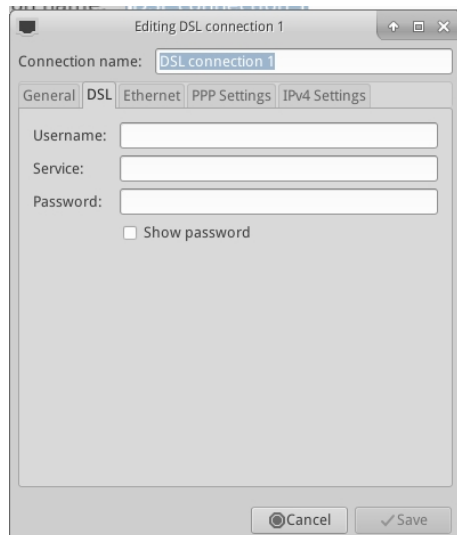 Editing DSL connection 1
Connection name: DSL connection 1
General DSL Ethernet PPP Settings IPv4 Settings
Username:
Service:
Password:
Show password
Cancel Save